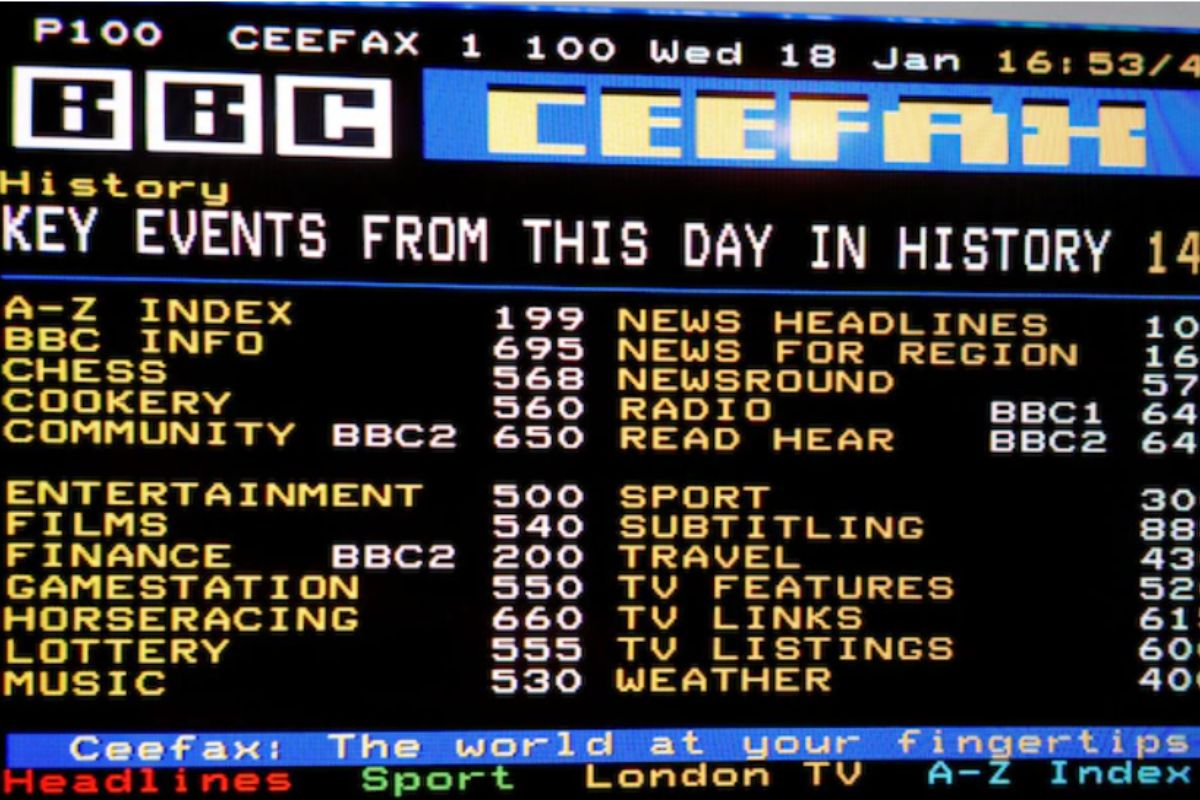 P100 CEEFAX 1 100 Wed 18 Jan 16:53/4
BBC CEEFAX
History
KEY EVENTS FROM THIS DAY IN HISTORY 14
A-Z INDEX 199 NEWS HEADLINES 10
BBC INFO 695 NEWS FOR REGION 16
CHESS 568 NEWSROUND 57
COOKERY 560 RADIO BBC1 64
COMMUNITY BBC2 650 READ HEAR BBC2 64
ENTERTAINMENT 500 SPORT 30
FILMS 540 SUBTITLING 88
FINANCE BBC2 200 TRAVEL 43
GAMESTATION 550 TV FEATURES 52
HORSERACING 660 TV LINKS 61
LOTTERY 555 TV LISTINGS 60
MUSIC 530 WEATHER 40
Ceefax: The world at your fingertips
Headlines Sport London TV A-Z Index